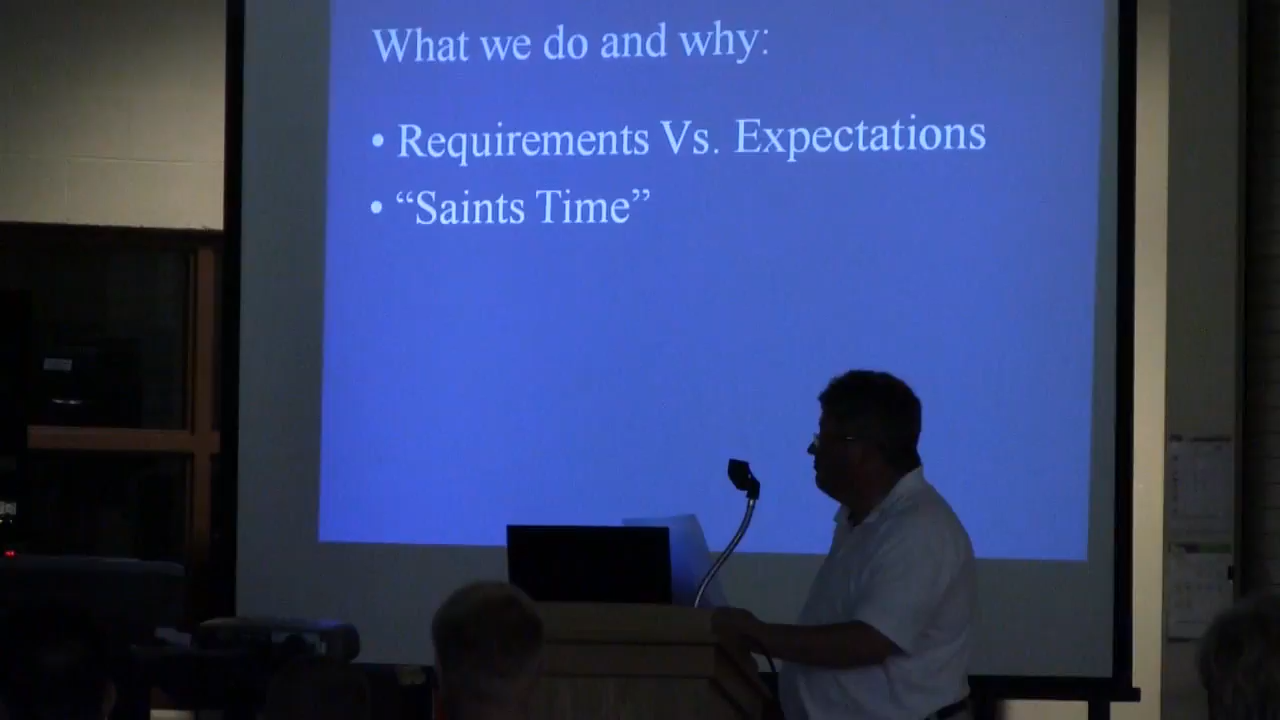 What we do and why:
• Requirements Vs. Expectations
• “Saints Time”